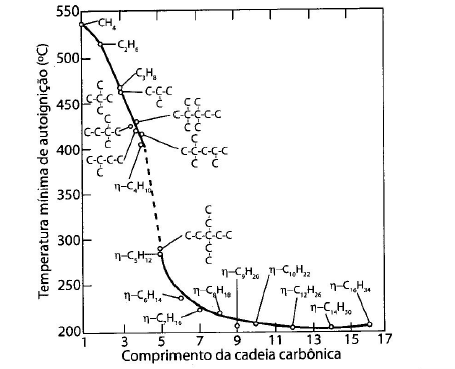 Temperatura mínima de autoignição (ºC)
550
500
450
400
350
300
250
200
CH₄
C₂H₆
C₃H₈
C
C-C-C
C
C-C-C
C
C C
C-C-C-C-C
C C
C
C-C-C-C
C
C-C-C-C
C
C-C-C-C
C C
η-C₄H₁₀
C
C
C-C-C-C-C
C
C
η-C₅H₁₂
η-C₆H₁₄
η-C₇H₁₆
η-C₈H₁₈
η-C₉H₂₀
η-C₁₀H₂₂
η-C₁₂H₂₆
η-C₁₄H₃₀
η-C₁₆H₃₄
1 3 5 7 9 11 13 15 17
Comprimento da cadeia carbônica